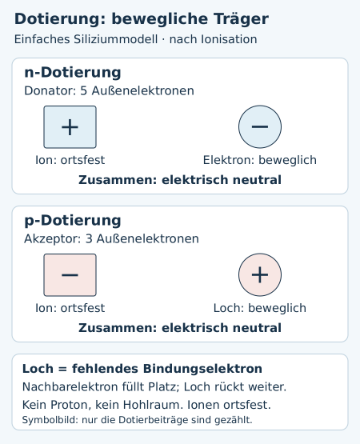 Dotierung: bewegliche Träger
Einfaches Siliziummodell · nach Ionisation
n-Dotierung
Donator: 5 Außenelektronen
+
−
Ion: ortsfest
Elektron: beweglich
Zusammen: elektrisch neutral
p-Dotierung
Akzeptor: 3 Außenelektronen
−
+
Ion: ortsfest
Loch: beweglich
Zusammen: elektrisch neutral
Loch = fehlendes Bindungselektron
Nachbarelektron füllt Platz; Loch rückt weiter.
Kein Proton, kein Hohlraum. Ionen ortsfest.
Symbolbild: nur die Dotierbeiträge sind gezählt.